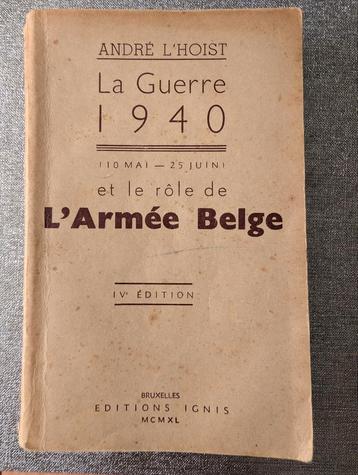 ANDRÉ L'HOIST
La Guerre
1940
(10 MAI — 25 JUIN)
et le rôle de
L'Armée Belge
IVe ÉDITION
BRUXELLES
EDITIONS IGNIS
MCMXL